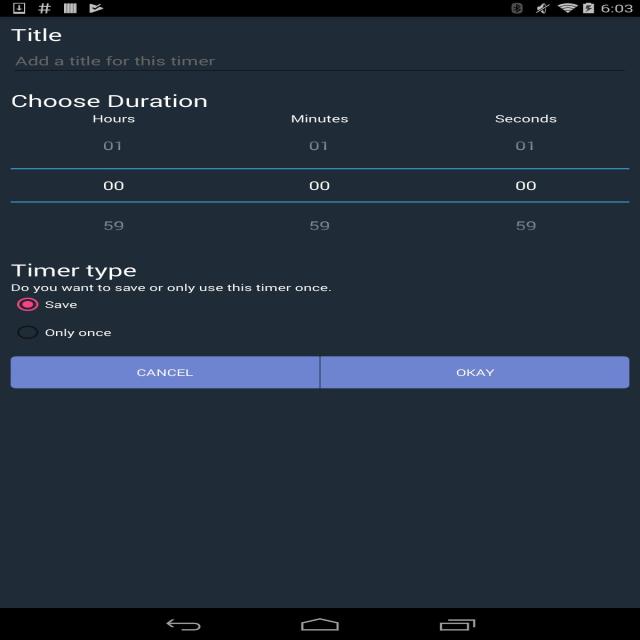 6:03
Title
Add a title for this timer
Choose Duration
Hours Minutes Seconds
01 01 01
00 00 00
59 59 59
Timer type
Do you want to save or only use this timer once.
Save
Only once
CANCEL OKAY